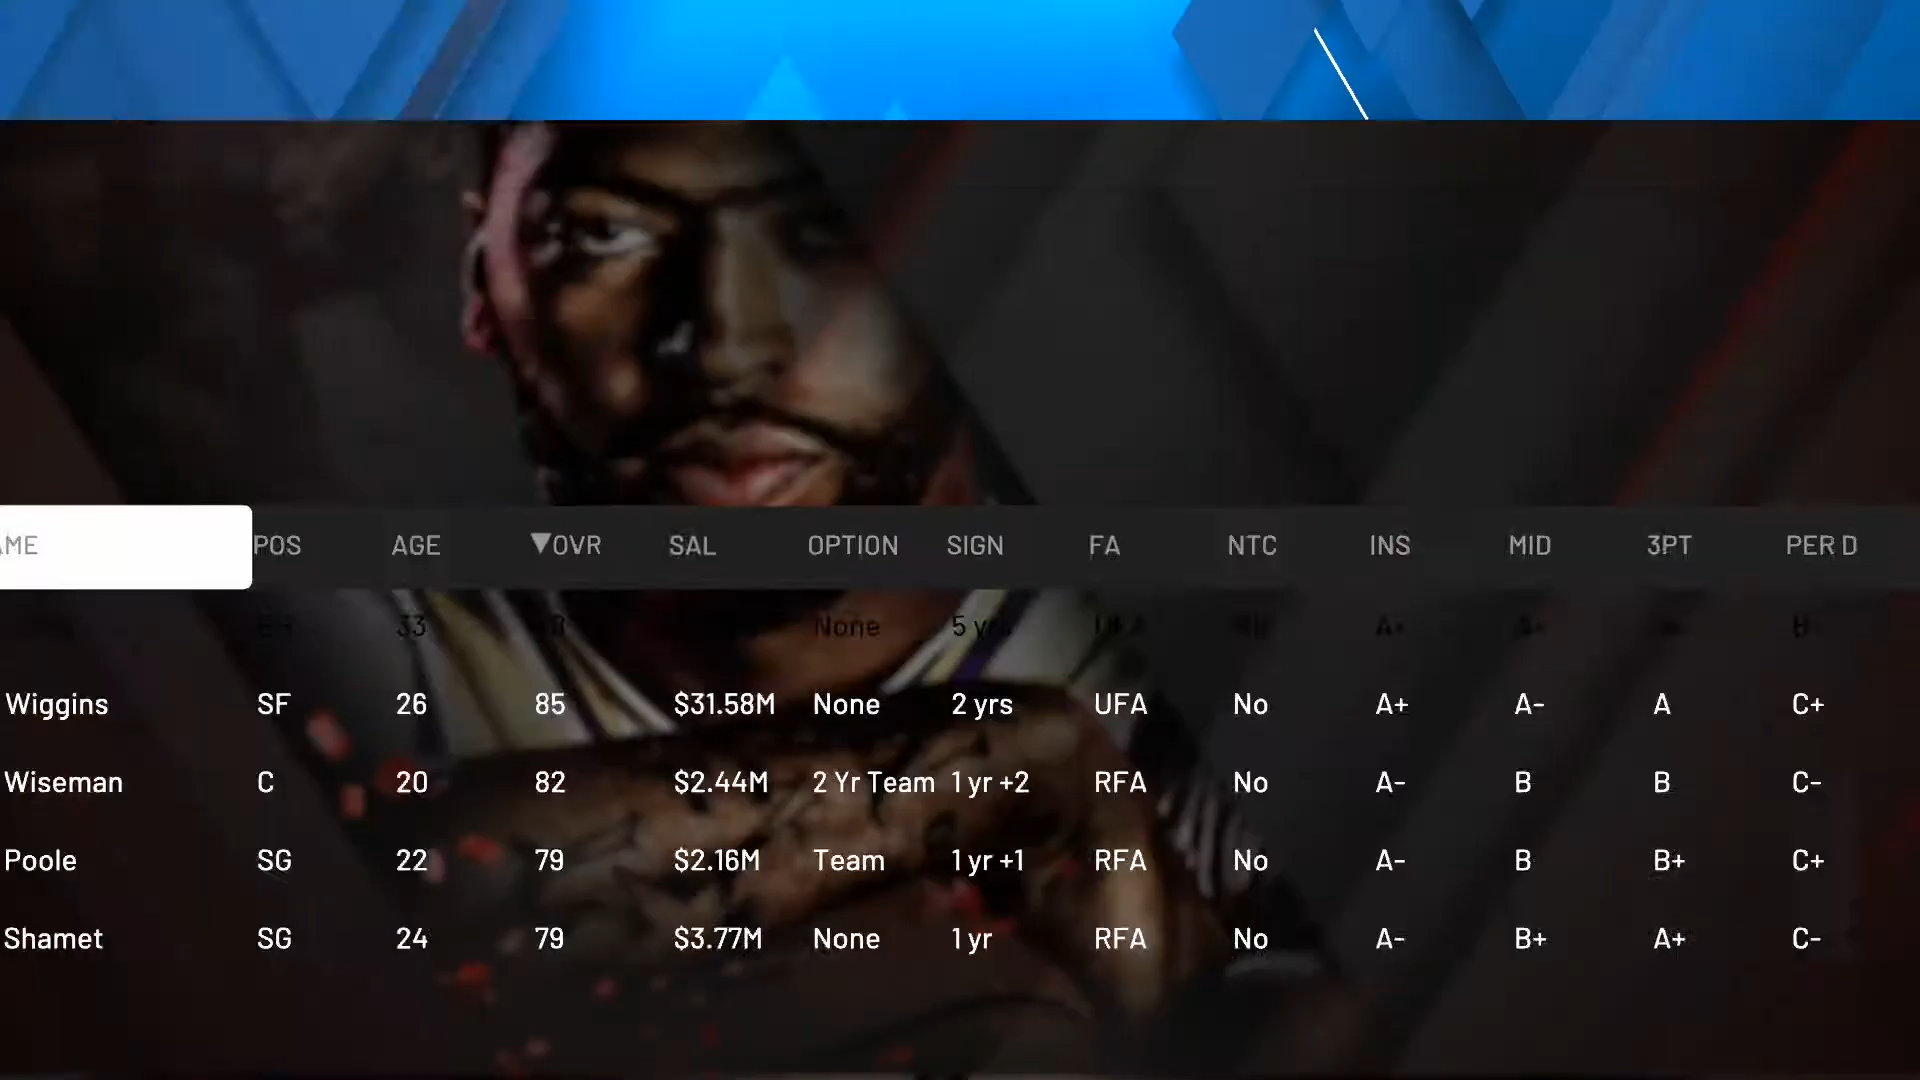 AME POS AGE ▼OVR SAL OPTION SIGN FA NTC INS MID 3PT PER D
33 None 5
Wiggins SF 26 85 $31.58M None 2 yrs UFA No A+ A- A C+
Wiseman C 20 82 $2.44M 2 Yr Team 1 yr +2 RFA No A- B B C-
Poole SG 22 79 $2.16M Team 1 yr +1 RFA No A- B B+ C+
Shamet SG 24 79 $3.77M None 1 yr RFA No A- B+ A+ C-